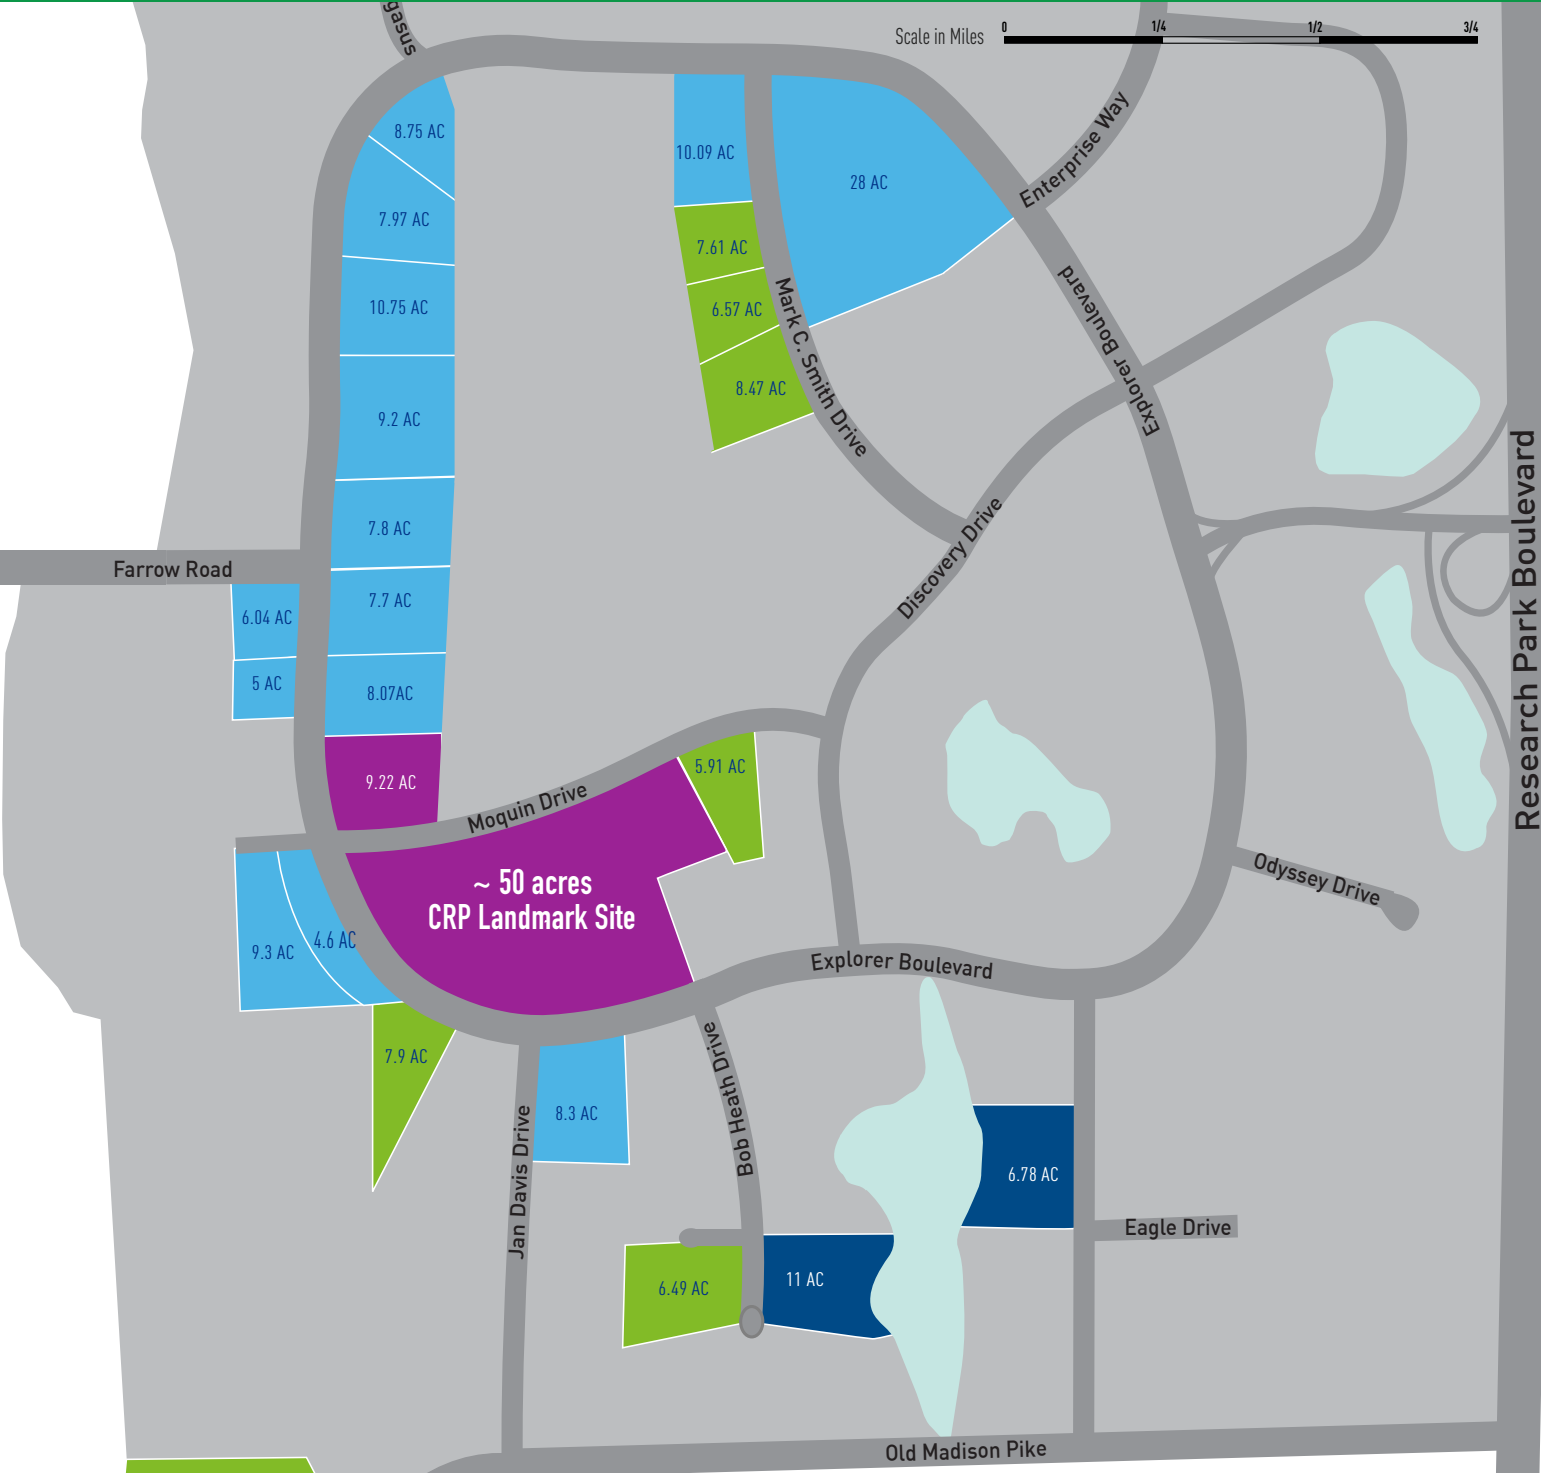 gasus
Scale in Miles
0 1/4 1/2 3/4
8.75 AC
10.09 AC
28 AC
Enterprise Way
7.97 AC
7.61 AC
10.75 AC
6.57 AC
Mark C. Smith Drive
Explorer Boulevard
8.47 AC
9.2 AC
7.8 AC
Discovery Drive
Research Park Boulevard
Farrow Road
7.7 AC
6.04 AC
5 AC
8.07AC
9.22 AC
5.91 AC
Moquin Drive
~ 50 acres
CRP Landmark Site
Odyssey Drive
9.3 AC
4.6 AC
Explorer Boulevard
7.9 AC
8.3 AC
Bob Heath Drive
Jan Davis Drive
6.78 AC
Eagle Drive
6.49 AC
11 AC
Old Madison Pike